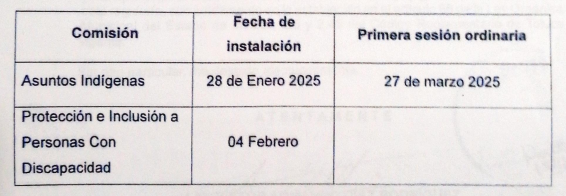 Comisión
Fecha de
instalación
Primera sesión ordinaria
Asuntos Indígenas
28 de Enero 2025
27 de marzo 2025
Protección e Inclusión a
Personas Con
Discapacidad
04 Febrero
ATENTAMENTE